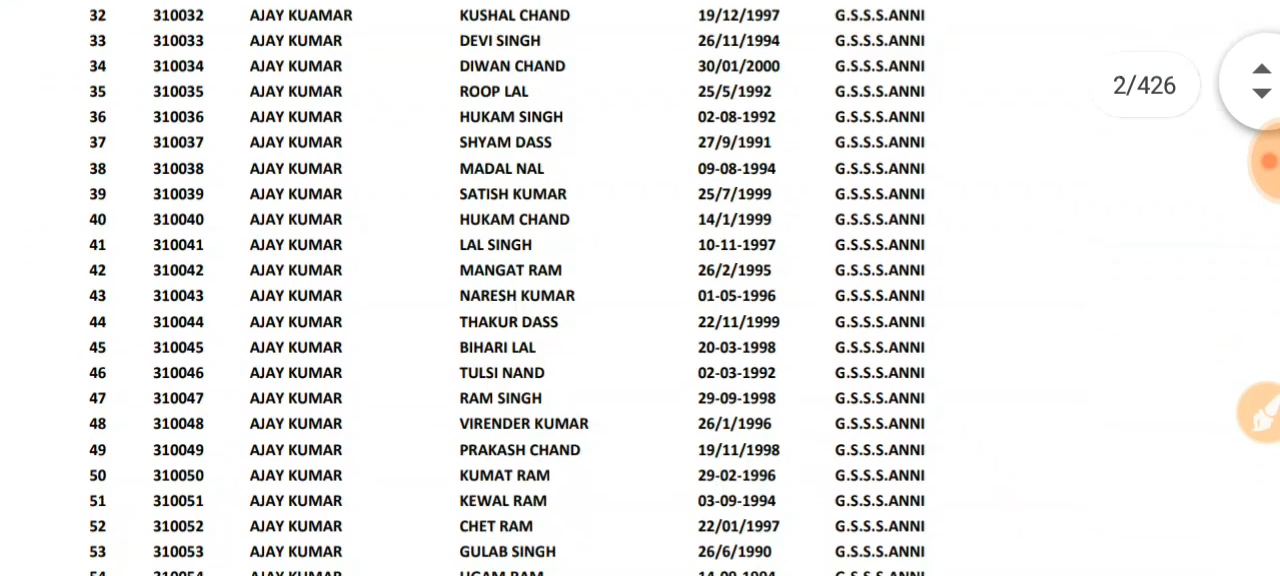 32 310032 AJAY KUAMAR KUSHAL CHAND 19/12/1997 G.S.S.S.ANNI
33 310033 AJAY KUMAR DEVI SINGH 26/11/1994 G.S.S.S.ANNI
34 310034 AJAY KUMAR DIWAN CHAND 30/01/2000 G.S.S.S.ANNI
35 310035 AJAY KUMAR ROOP LAL 25/5/1992 G.S.S.S.ANNI
36 310036 AJAY KUMAR HUKAM SINGH 02-08-1992 G.S.S.S.ANNI
37 310037 AJAY KUMAR SHYAM DASS 27/9/1991 G.S.S.S.ANNI
38 310038 AJAY KUMAR MADAL NAL 09-08-1994 G.S.S.S.ANNI
39 310039 AJAY KUMAR SATISH KUMAR 25/7/1999 G.S.S.S.ANNI
40 310040 AJAY KUMAR HUKAM CHAND 14/1/1999 G.S.S.S.ANNI
41 310041 AJAY KUMAR LAL SINGH 10-11-1997 G.S.S.S.ANNI
42 310042 AJAY KUMAR MANGAT RAM 26/2/1995 G.S.S.S.ANNI
43 310043 AJAY KUMAR NARESH KUMAR 01-05-1996 G.S.S.S.ANNI
44 310044 AJAY KUMAR THAKUR DASS 22/11/1999 G.S.S.S.ANNI
45 310045 AJAY KUMAR BIHARI LAL 20-03-1998 G.S.S.S.ANNI
46 310046 AJAY KUMAR TULSI NAND 02-03-1992 G.S.S.S.ANNI
47 310047 AJAY KUMAR RAM SINGH 29-09-1998 G.S.S.S.ANNI
48 310048 AJAY KUMAR VIRENDER KUMAR 26/1/1996 G.S.S.S.ANNI
49 310049 AJAY KUMAR PRAKASH CHAND 19/11/1998 G.S.S.S.ANNI
50 310050 AJAY KUMAR KUMAT RAM 29-02-1996 G.S.S.S.ANNI
51 310051 AJAY KUMAR KEWAL RAM 03-09-1994 G.S.S.S.ANNI
52 310052 AJAY KUMAR CHET RAM 22/01/1997 G.S.S.S.ANNI
53 310053 AJAY KUMAR GULAB SINGH 26/6/1990 G.S.S.S.ANNI
54 310054 AJAY KUMAR UGAM RAM G.S.S.S.ANNI
2/426